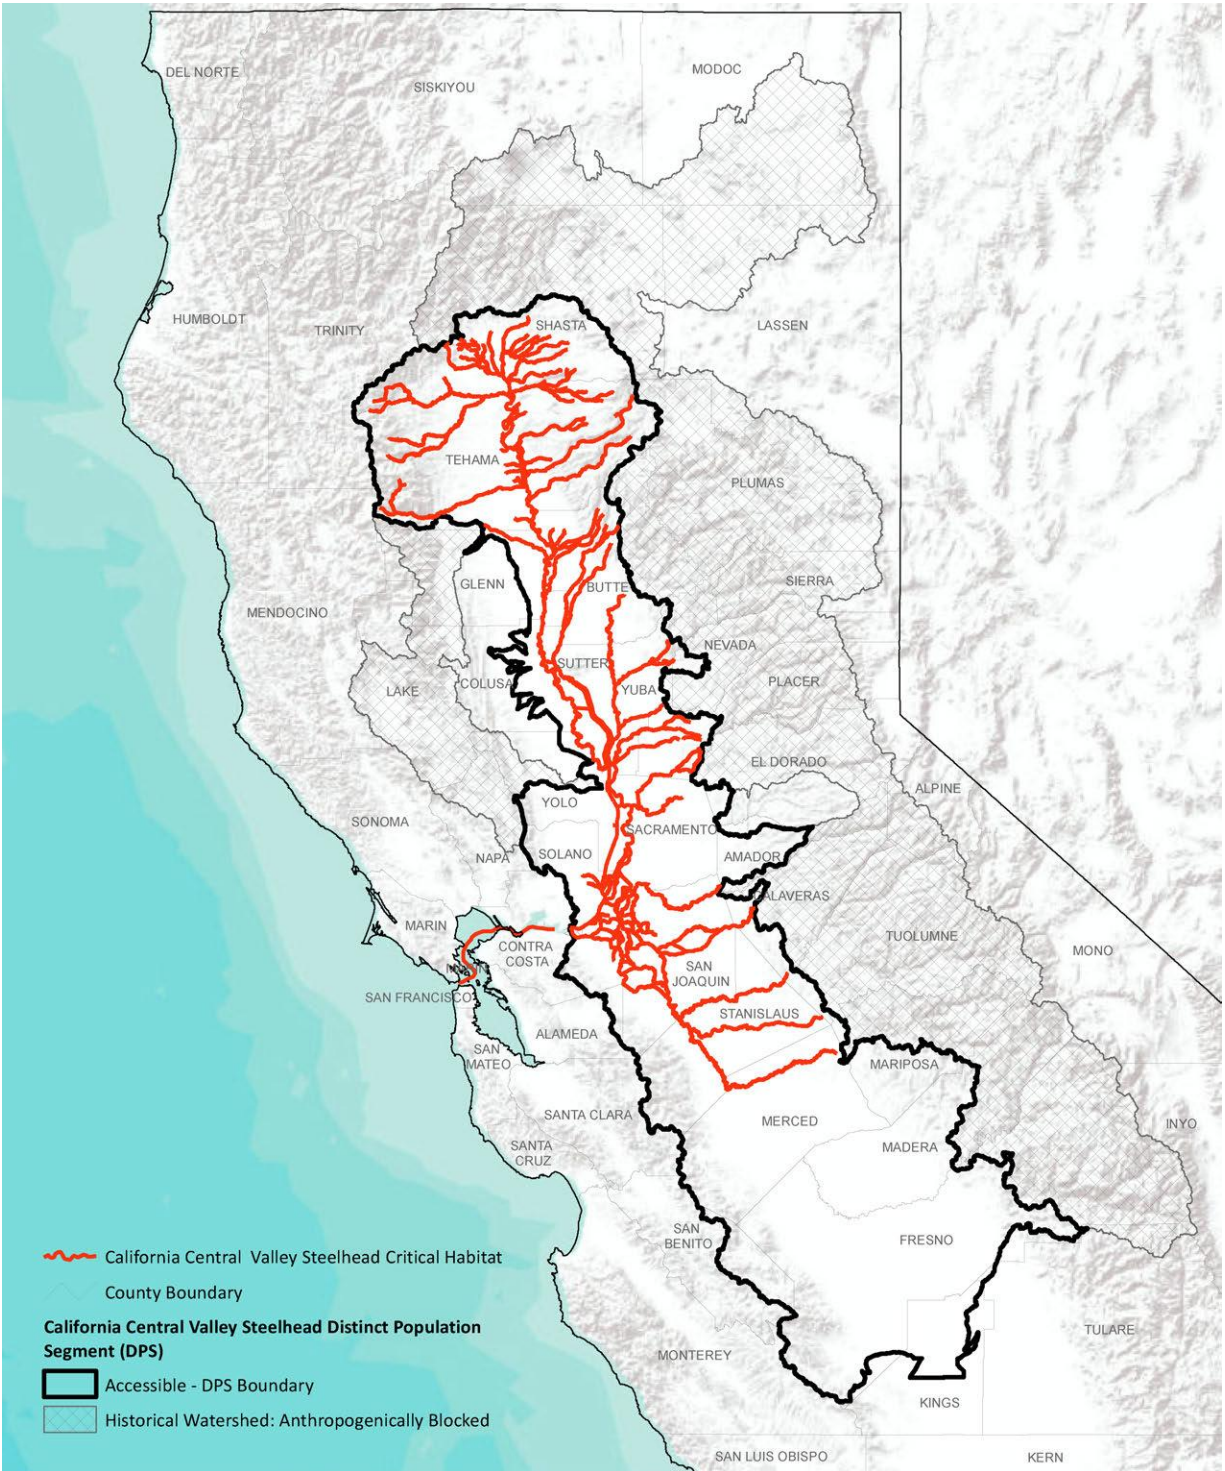 DEL NORTE
SISKIYOU
MODOC
HUMBOLDT
TRINITY
SHASTA
LASSEN
TEHAMA
PLUMAS
GLENN
BUTTE
SIERRA
MENDOCINO
NEVADA
LAKE
COLUSA
SUTTER
YUBA
PLACER
EL DORADO
ALPINE
YOLO
SONOMA
SACRAMENTO
NAPA
SOLANO
AMADOR
CALAVERAS
MARIN
CONTRA
COSTA
TUOLUMNE
MONO
MARIN
SAN
JOAQUIN
SAN FRANCISCO
STANISLAUS
ALAMEDA
SAN
MATEO
MARIPOSA
SANTA CLARA
MERCED
INYO
SANTA
CRUZ
MADERA
SAN
BENITO
FRESNO
TULARE
MONTEREY
KINGS
SAN LUIS OBISPO
KERN
California Central Valley Steelhead Critical Habitat
County Boundary
California Central Valley Steelhead Distinct Population
Segment (DPS)
Accessible - DPS Boundary
Historical Watershed: Anthropogenically Blocked